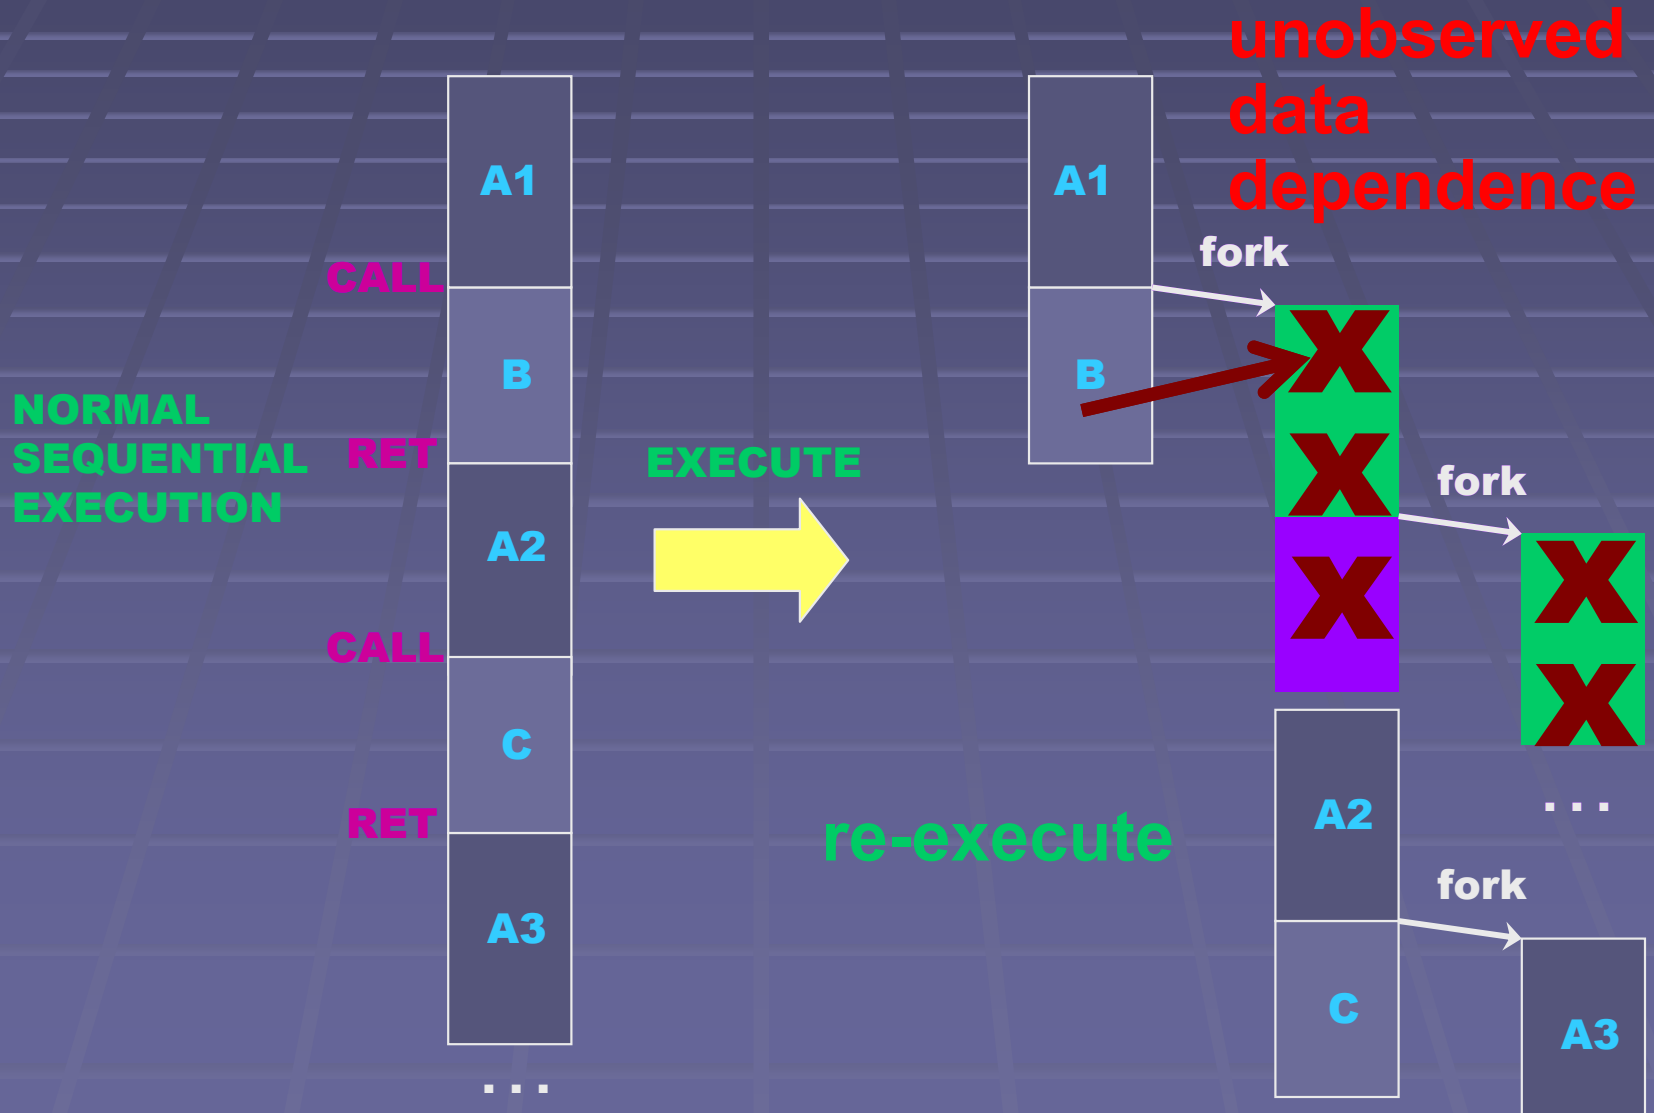 unobserved
data
dependence
A1
CALL
B
NORMAL
SEQUENTIAL
EXECUTION
RET
A2
CALL
C
RET
A3
. . .
EXECUTE
A1
fork
B
X
X
fork
X
X
X
. . .
re-execute
A2
fork
C
A3